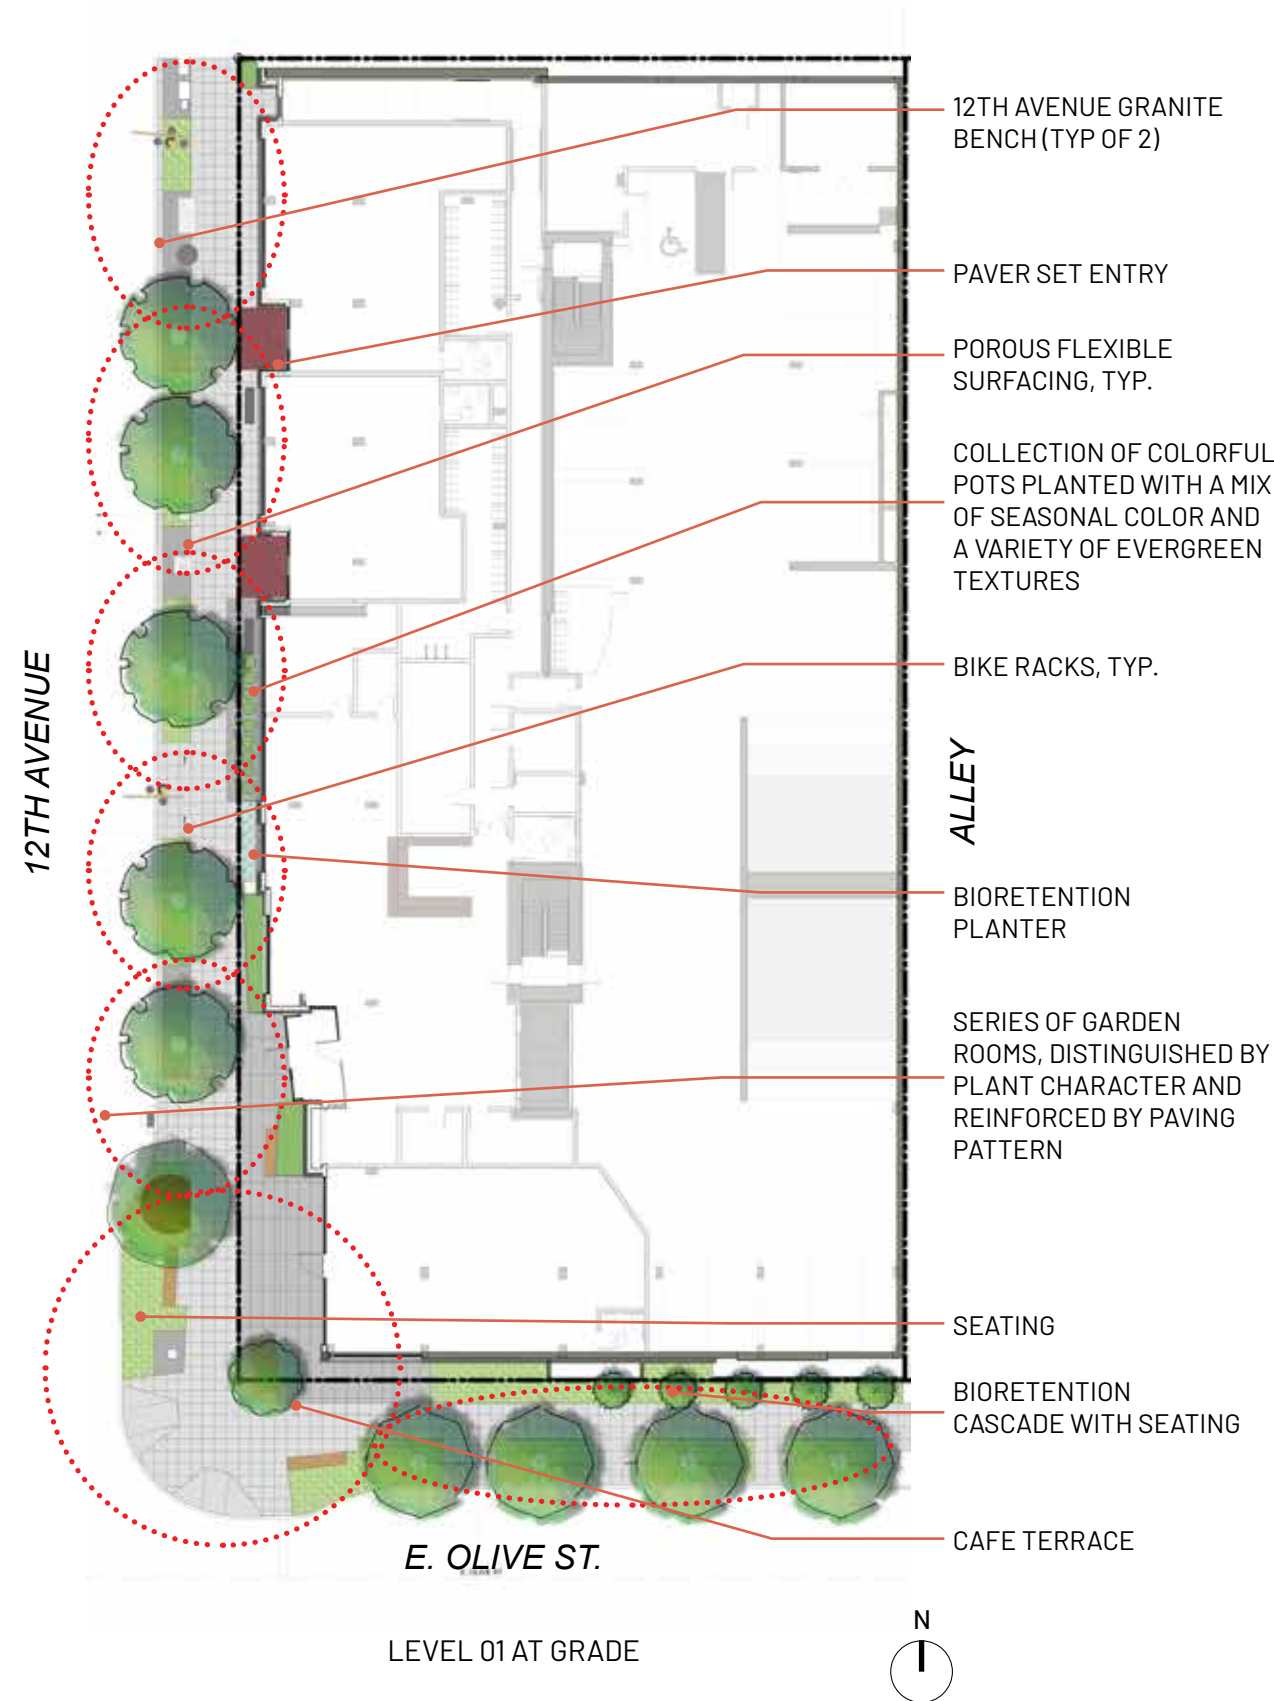 12TH AVENUE GRANITE
BENCH (TYP OF 2)
PAVER SET ENTRY
POROUS FLEXIBLE
SURFACING, TYP.
COLLECTION OF COLORFUL
POTS PLANTED WITH A MIX
OF SEASONAL COLOR AND
A VARIETY OF EVERGREEN
TEXTURES
BIKE RACKS, TYP.
12TH AVENUE
ALLEY
BIORETENTION
PLANTER
SERIES OF GARDEN
ROOMS, DISTINGUISHED BY
PLANT CHARACTER AND
REINFORCED BY PAVING
PATTERN
SEATING
BIORETENTION
CASCADE WITH SEATING
CAFE TERRACE
E. OLIVE ST.
E. OLIVE ST.
LEVEL 01 AT GRADE
N